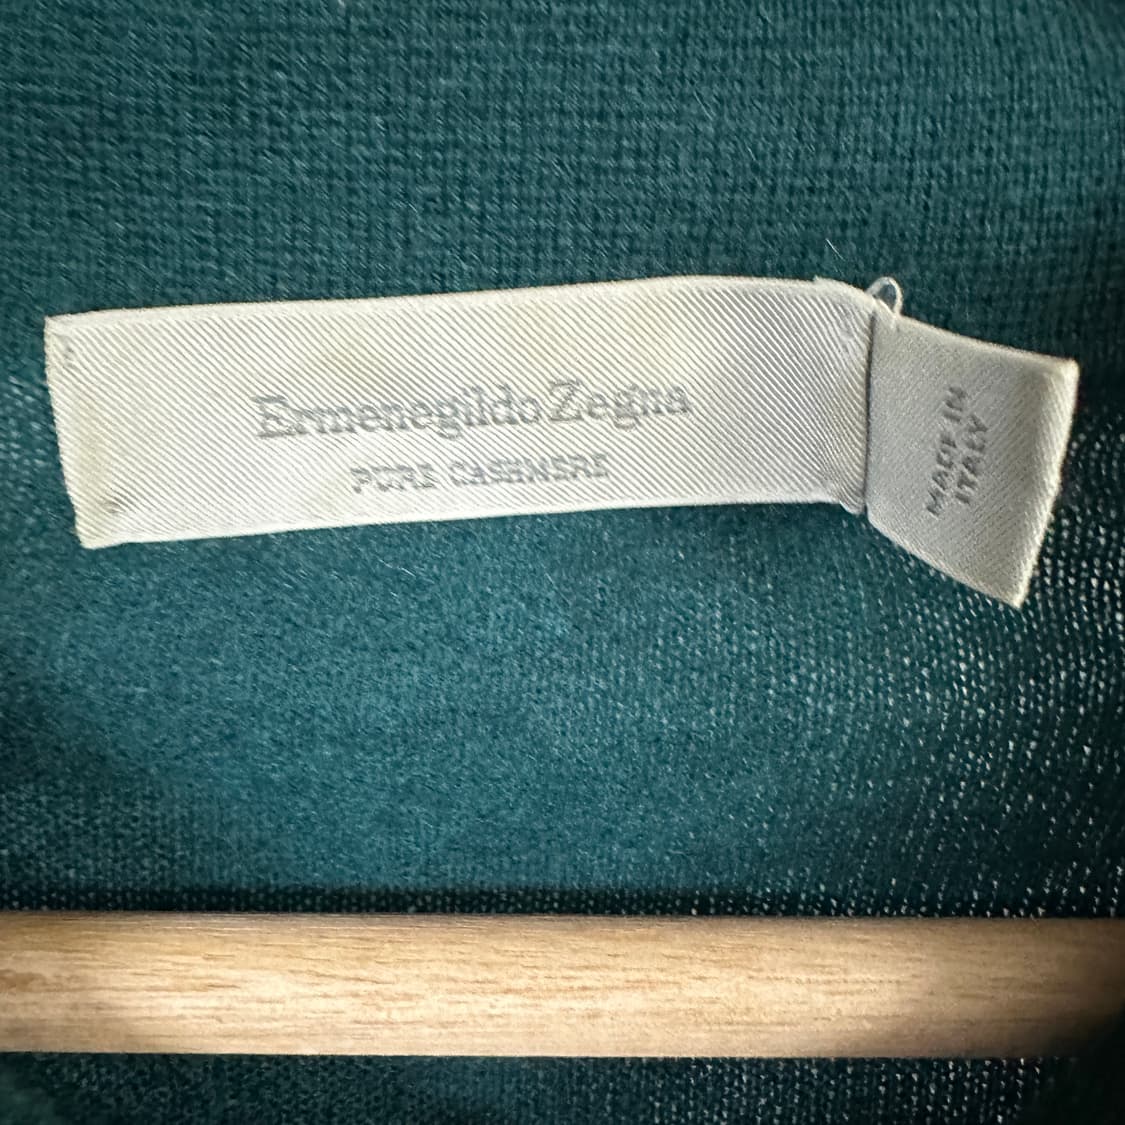 Ermenegildo Zegna
PURE CASHMERE
MADE IN
ITALY